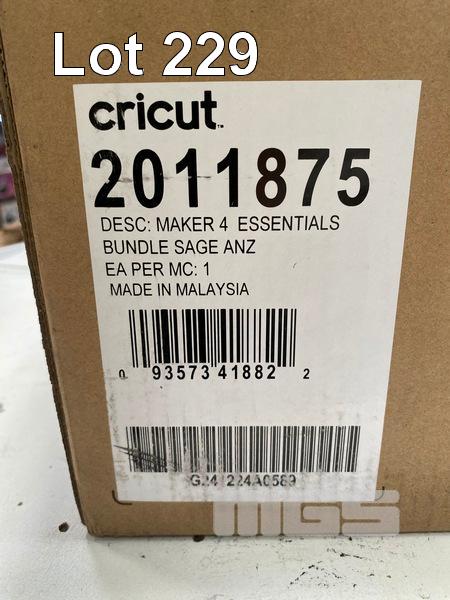 Lot 229
cricut™
2011875
DESC: MAKER 4 ESSENTIALS
BUNDLE SAGE ANZ
EA PER MC: 1
MADE IN MALAYSIA
0 93573 41882 2
MGS